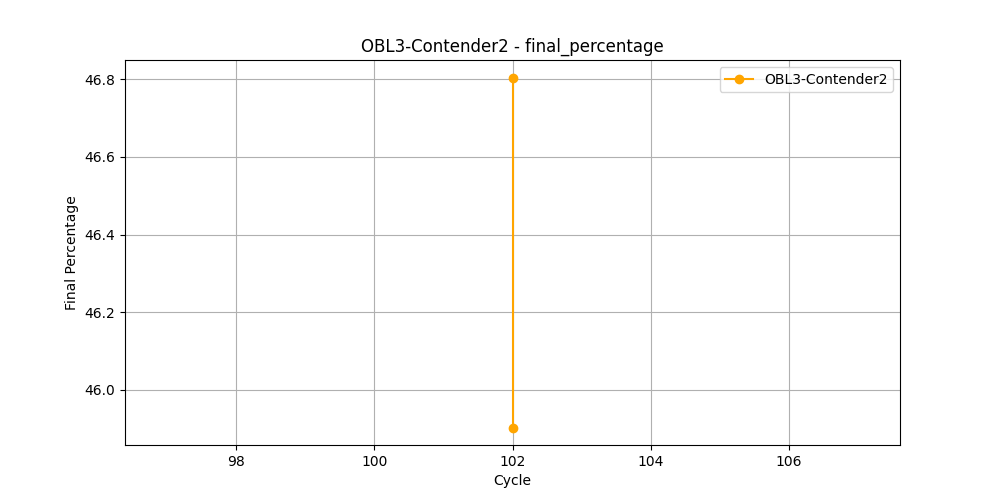 OBL3-Contender2 - final_percentage
OBL3-Contender2
46.8
46.6
46.4
46.2
46.0
Final Percentage
98 100 102 104 106
Cycle